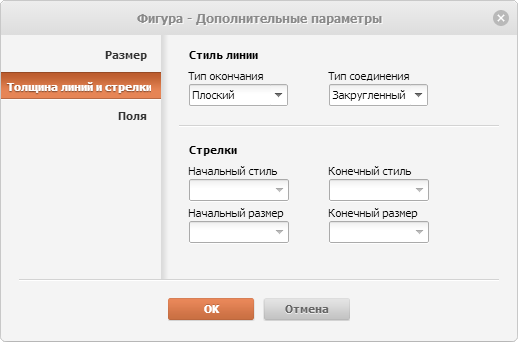 Фигура - Дополнительные параметры
Размер
Толщина линий и стрелки
Поля
Стиль линии
Тип окончания
Тип соединения
Плоский
Закругленный
Стрелки
Начальный стиль
Конечный стиль
Начальный размер
Конечный размер
OK
Отмена